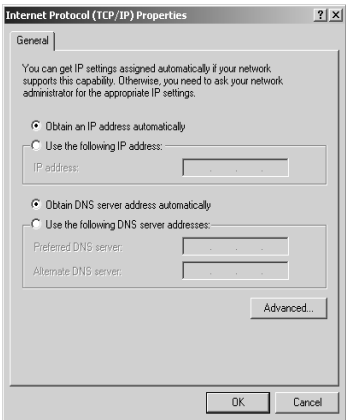 Internet Protocol (TCP/IP) Properties
General
You can get IP settings assigned automatically if your network
supports this capability. Otherwise, you need to ask your network
administrator for the appropriate IP settings.
Obtain an IP address automatically
Use the following IP address:
IP address:
Obtain DNS server address automatically
Use the following DNS server addresses:
Preferred DNS server:
Alternate DNS server:
Advanced...
OK Cancel